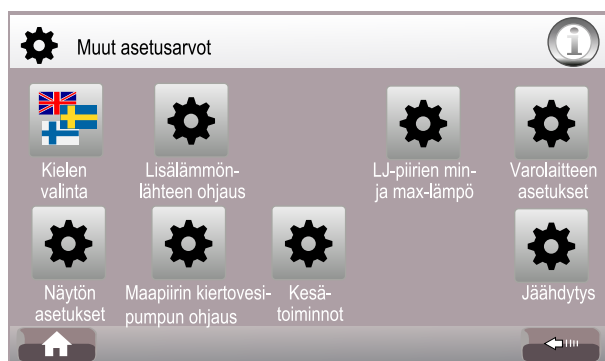 Muut asetusarvot
Kielen
valinta
Lisälämmön-
lähteen ohjaus
LJ-piirien min-
ja max-lämpö
Varolaitteen
asetukset
Näytön
asetukset
Maapiirin kiertovesi-
pumpun ohjaus
Kesä-
toiminnot
Jäähdytys